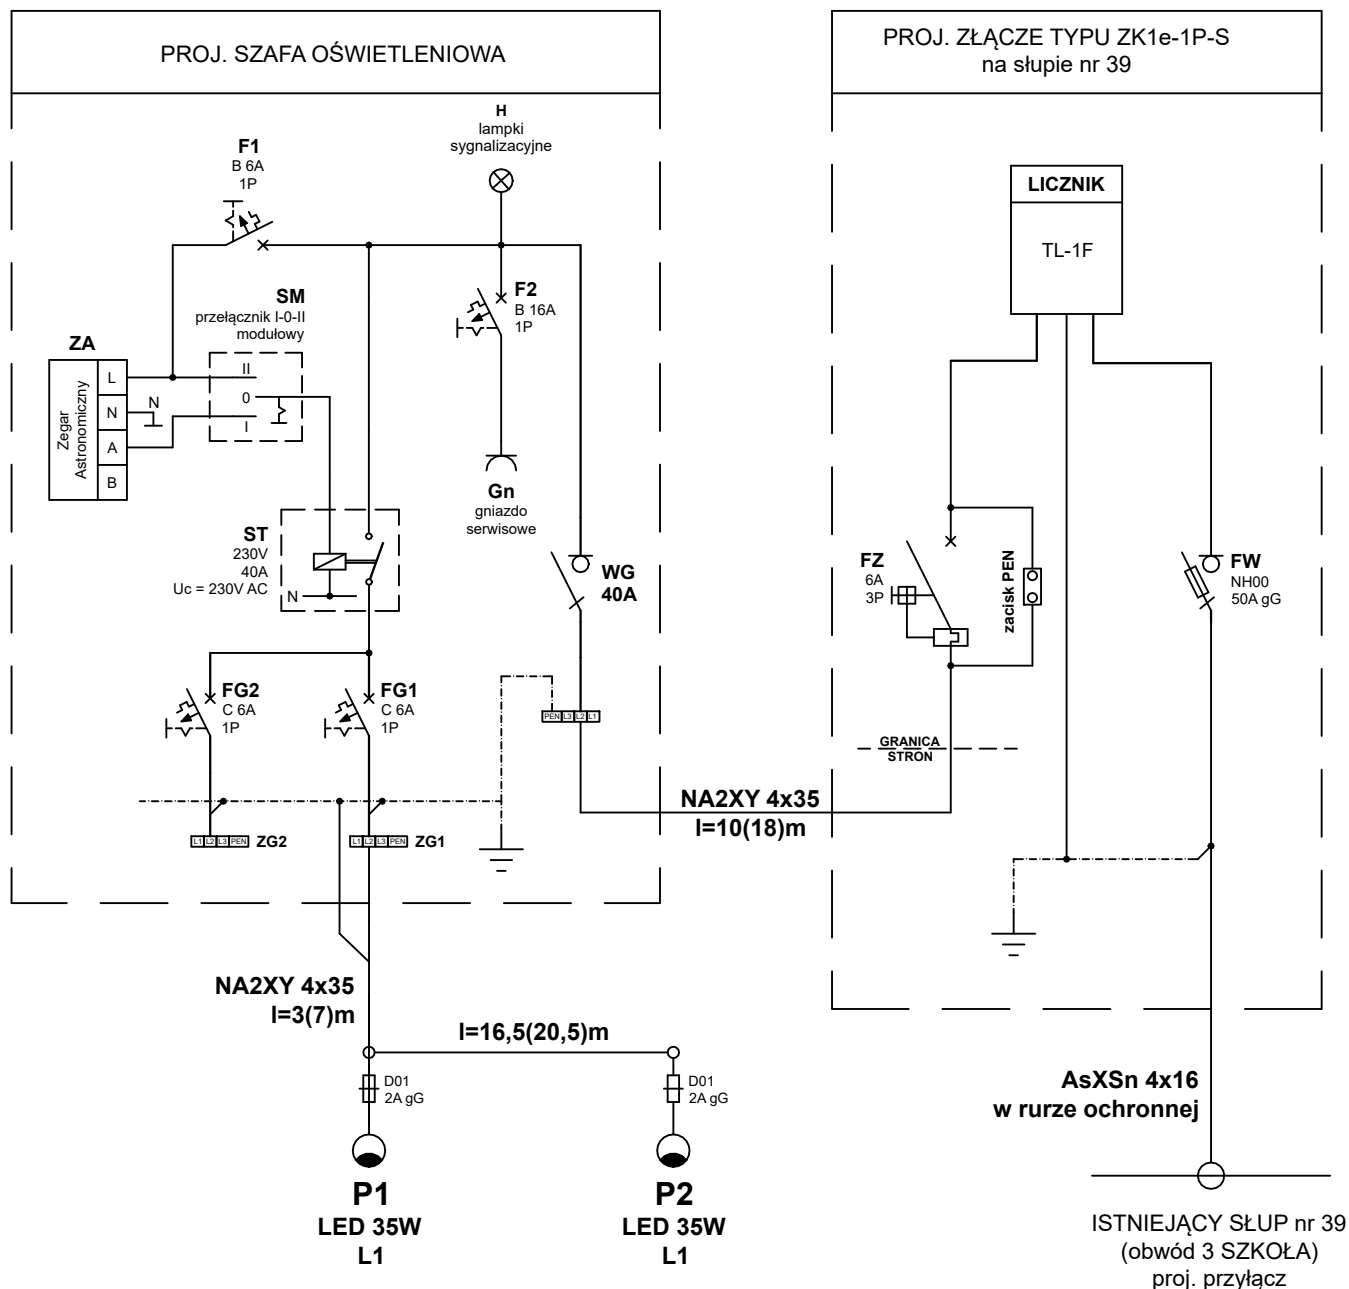 PROJ. SZAFA OŚWIETLENIOWA
PROJ. ZŁĄCZE TYPU ZK1e-1P-S
na słupie nr 39
H
lampki
sygnalizacyjne
F1
B 6A
1P
LICZNIK
TL-1F
F2
B 16A
1P
SM
przełącznik I-0-II
modułowy
ZA
Zegar
Astronomiczny
L
N
A
B
N
II
0
I
Gn
gniazdo
serwisowe
ST
230V
40A
Uc = 230V AC
N
WG
40A
FZ
6A
3P
zacisk PEN
FW
NH00
50A gG
FG2
C 6A
1P
FG1
C 6A
1P
PEN L3 L2 L1
GRANICA
STRON
NA2XY 4x35
l=10(18)m
L1 L2 L3 PEN
ZG2
L1 L2 L3 PEN
ZG1
NA2XY 4x35
l=3(7)m
l=16,5(20,5)m
D01
2A gG
D01
2A gG
AsXSn 4x16
w rurze ochronnej
P1
LED 35W
L1
P2
LED 35W
L1
ISTNIEJĄCY SŁUP nr 39
(obwód 3 SZKOŁA)
proj. przyłącz